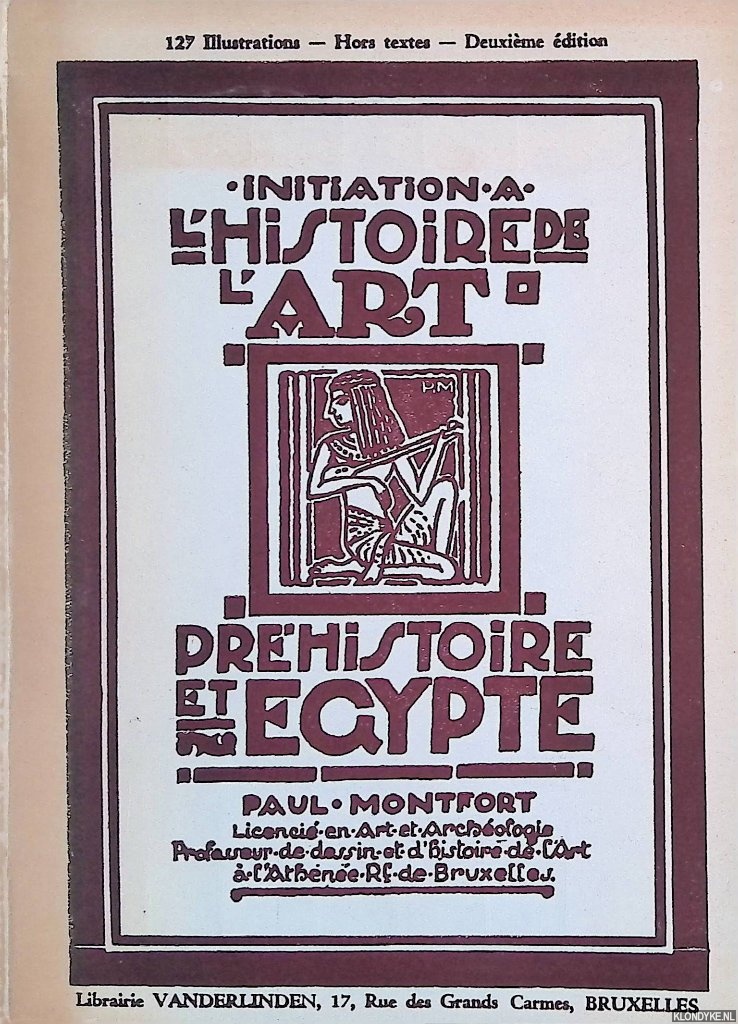 127 Illustrations — Hors textes — Deuxième édition
·INITIATION·A·
L'HISTOIRE DE
L'ART
P.M
PRÉHISTOIRE
ET EGYPTE
PAUL·MONTFORT
Licencié·en·Art·et·Archéologie
Professeur·de·dessin·et·d'histoire·de·l'Art
à·l'Athénée·Rl·de·Bruxelles.
Librairie VANDERLINDEN, 17, Rue des Grands Carmes, BRUXELLES
KLONDYKE.NL